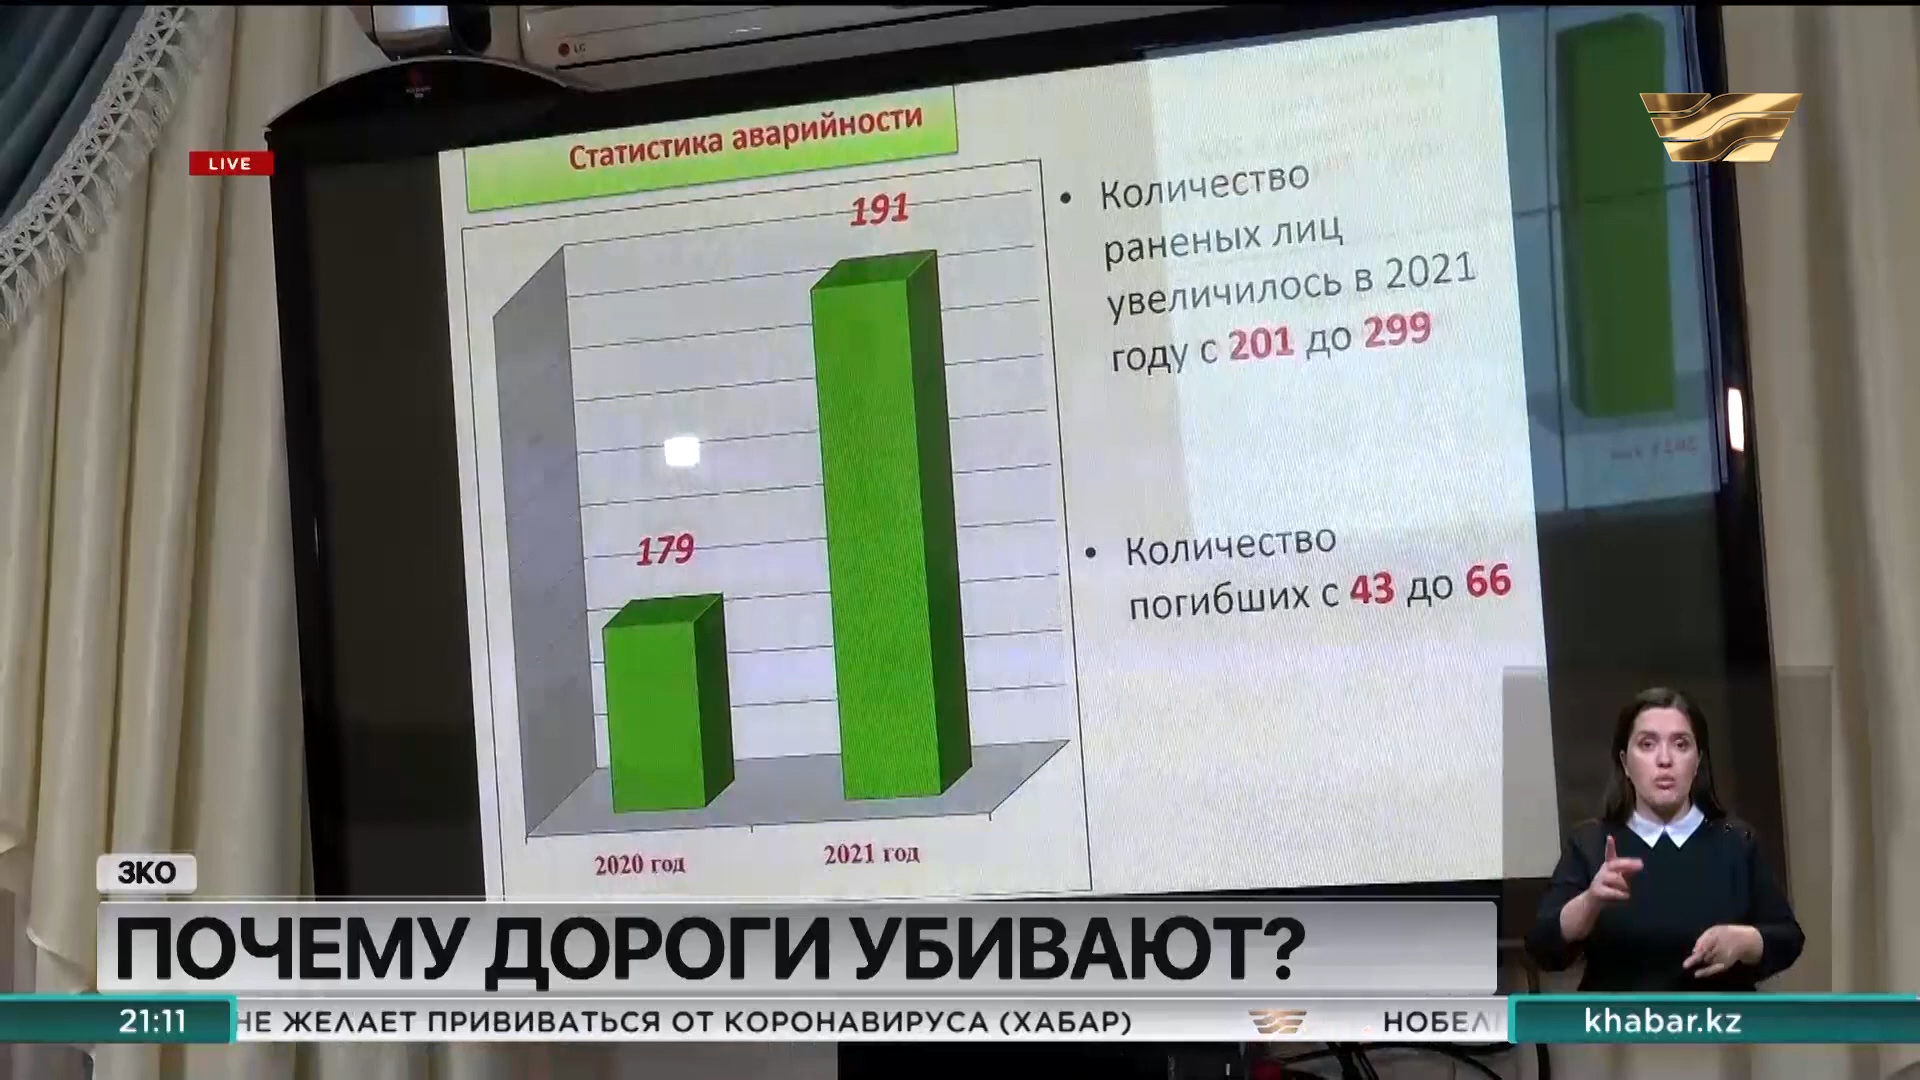 LG
LIVE
Статистика аварийности
191
179
2020 год
2021 год
• Количество
раненых лиц
увеличилось в 2021
году с 201 до 299
• Количество
погибших с 43 до 66
ЗКО
ПОЧЕМУ ДОРОГИ УБИВАЮТ?
21:11
НЕ ЖЕЛАЕТ ПРИВИВАТЬСЯ ОТ КОРОНАВИРУСА (ХАБАР)
НОБЕЛ
khabar.kz